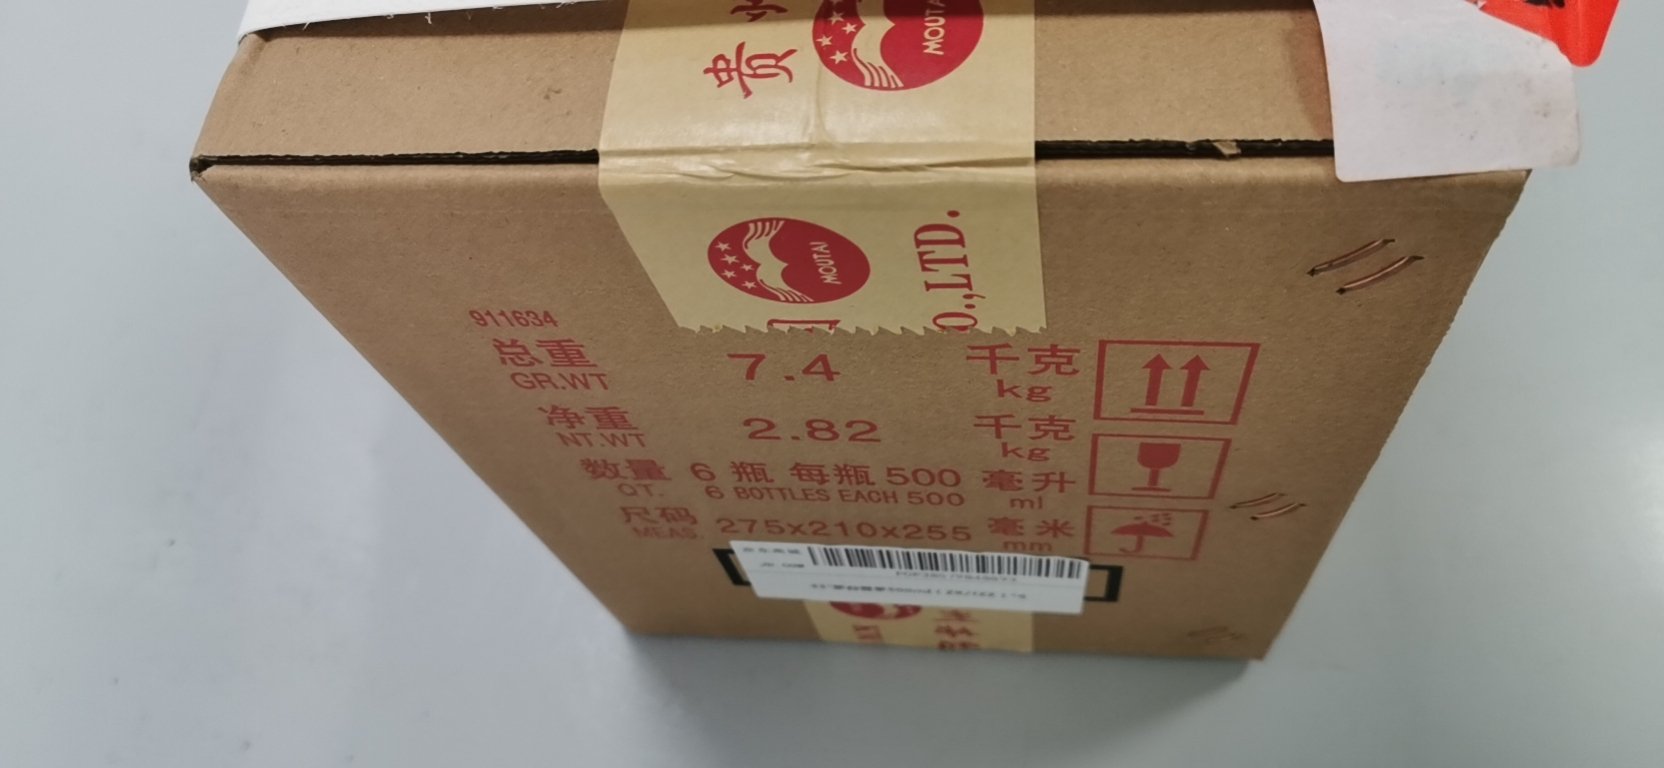 贵
MOUTAI
MOUTAI
O.,LTD.
911634
总重 7.4 千克
GR.WT kg
净重 2.82 千克
NT.WT kg
数量 6 瓶 每瓶 500 毫升
QT. 6 BOTTLES EACH 500 ml
尺码 275x210x255 毫米
MEAS. mm